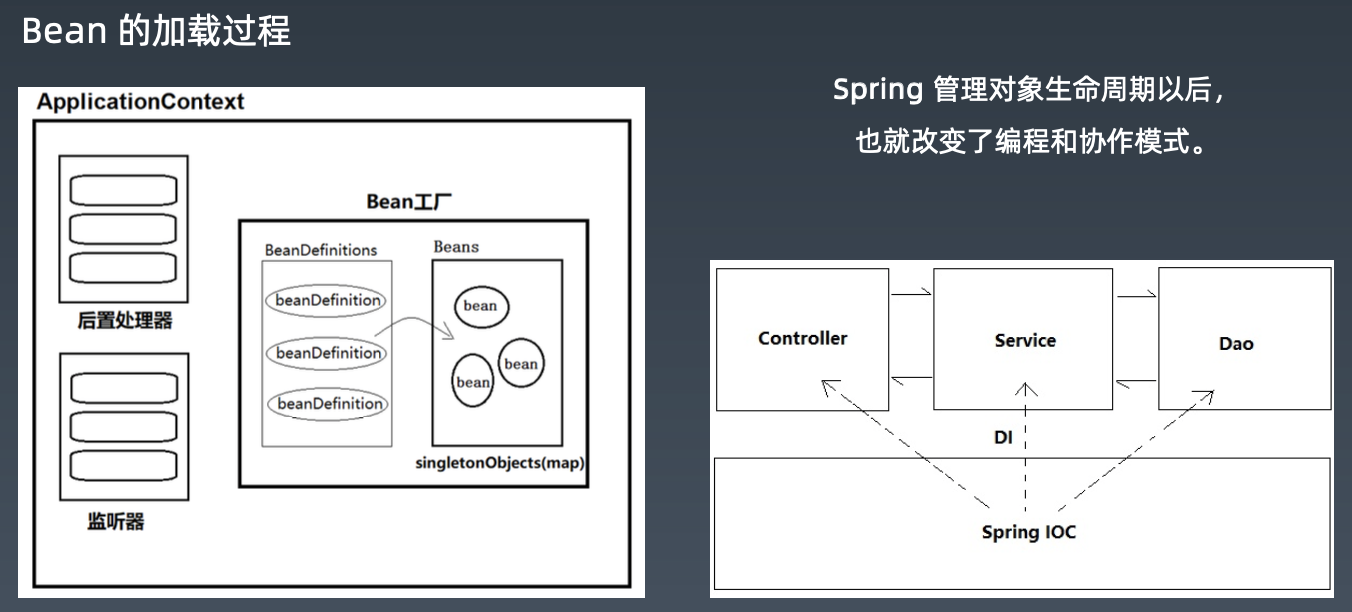 Bean 的加载过程
ApplicationContext
后置处理器
监听器
Bean工厂
BeanDefinitions
beanDefinition
beanDefinition
beanDefinition
Beans
bean
bean
bean
singletonObjects(map)
Spring 管理对象生命周期以后，
也就改变了编程和协作模式。
Controller
Service
Dao
DI
Spring IOC